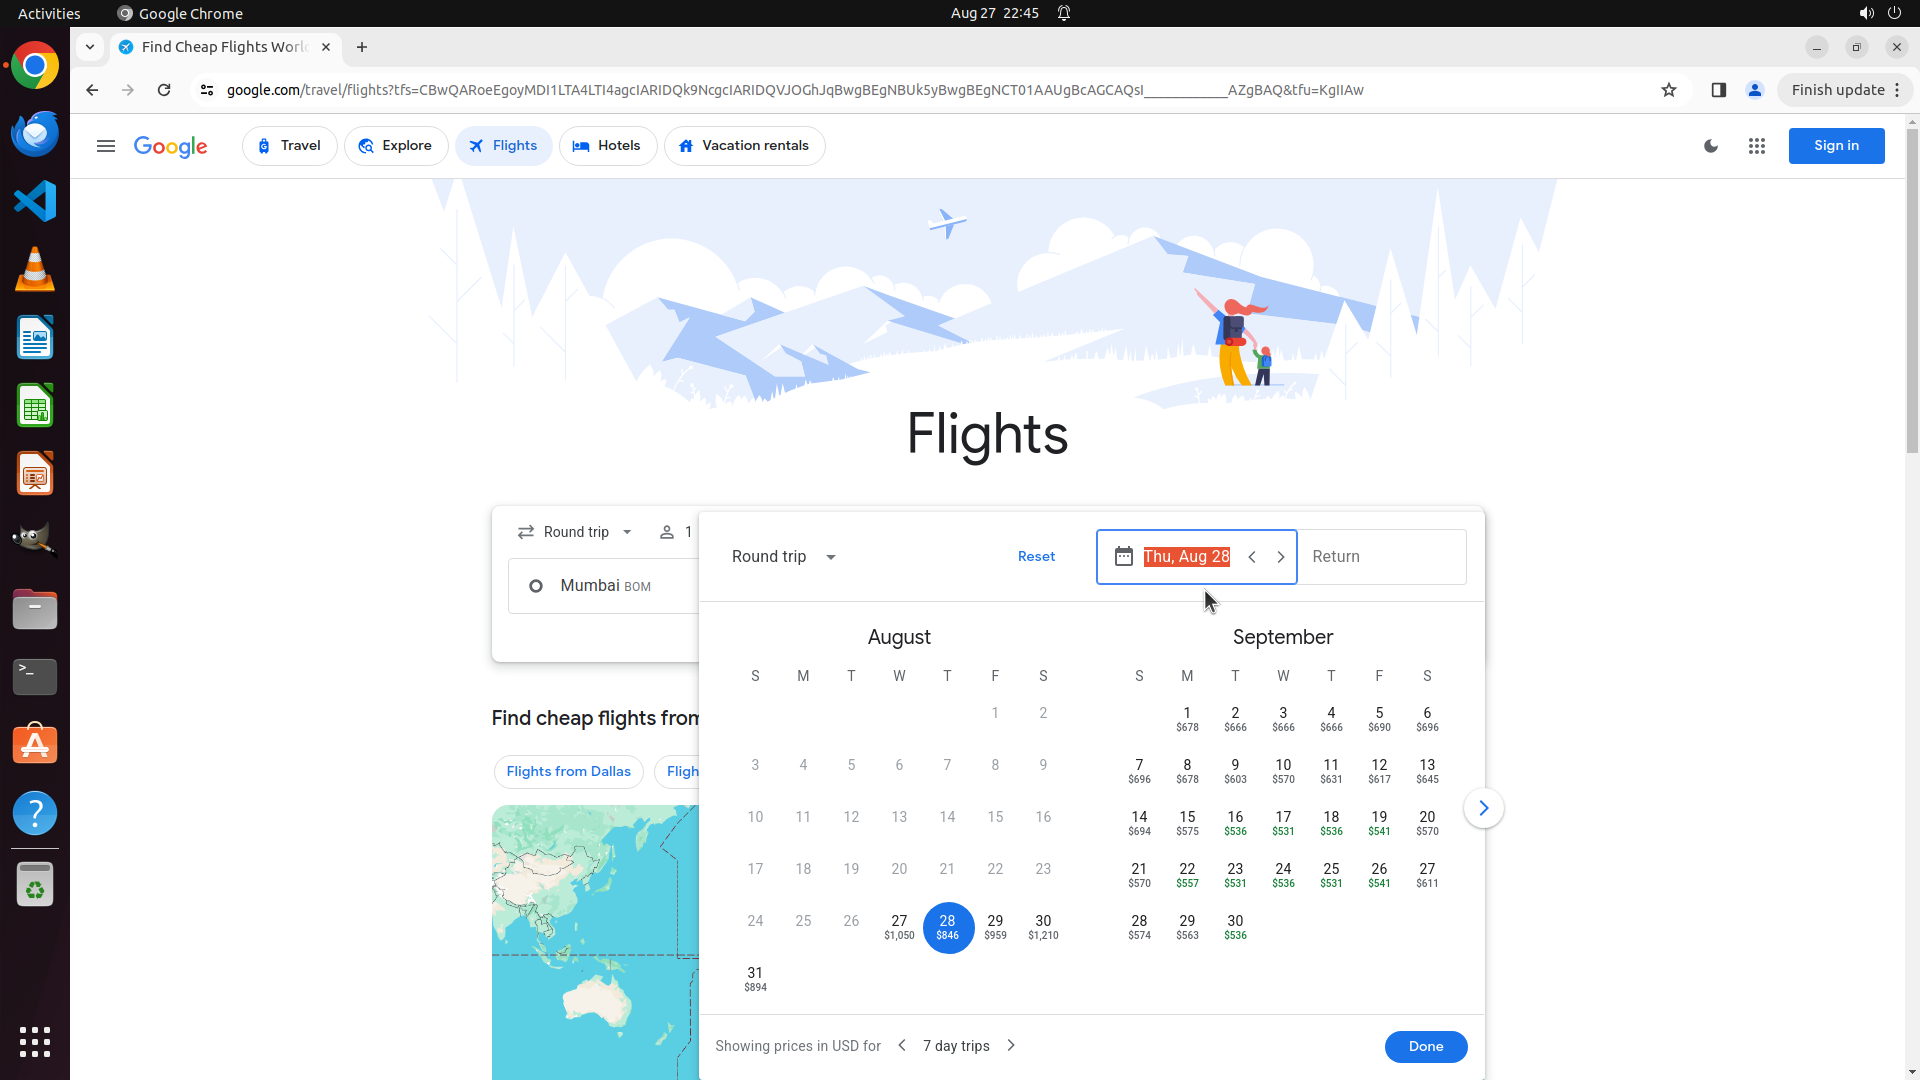 Activities
Google Chrome
Aug 27 22:45
Find Cheap Flights Worl
google.com/travel/flights?tfs=CBwQARoeEgoyMDI1LTA4LTI4agcIARIDQk9NcgcIARIDQVJOGhJqBwgBEgNBUk5yBwgBEgNCT01AAUgBcAGCAQsI____________AZgBAQ&tfu=KgIIAw
Finish update
Google
Travel
Explore
Flights
Hotels
Vacation rentals
Sign in
Flights
Round trip
1
Mumbai BOM
Round trip
Reset
Thu, Aug 28
Return
August
September
S M T W T F S
S M T W T F S
1 2
1 2 3 4 5 6
$678 $666 $666 $666 $690 $696
3 4 5 6 7 8 9
7 8 9 10 11 12 13
$696 $678 $603 $570 $631 $617 $645
10 11 12 13 14 15 16
14 15 16 17 18 19 20
$694 $575 $536 $531 $536 $541 $570
17 18 19 20 21 22 23
21 22 23 24 25 26 27
$570 $557 $531 $536 $531 $541 $611
24 25 26 27 28 29 30
$1,050 $846 $959 $1,210
28 29 30
$574 $563 $536
31
$894
Showing prices in USD for
7 day trips
Done
Find cheap flights from
Flights from Dallas
Fligh